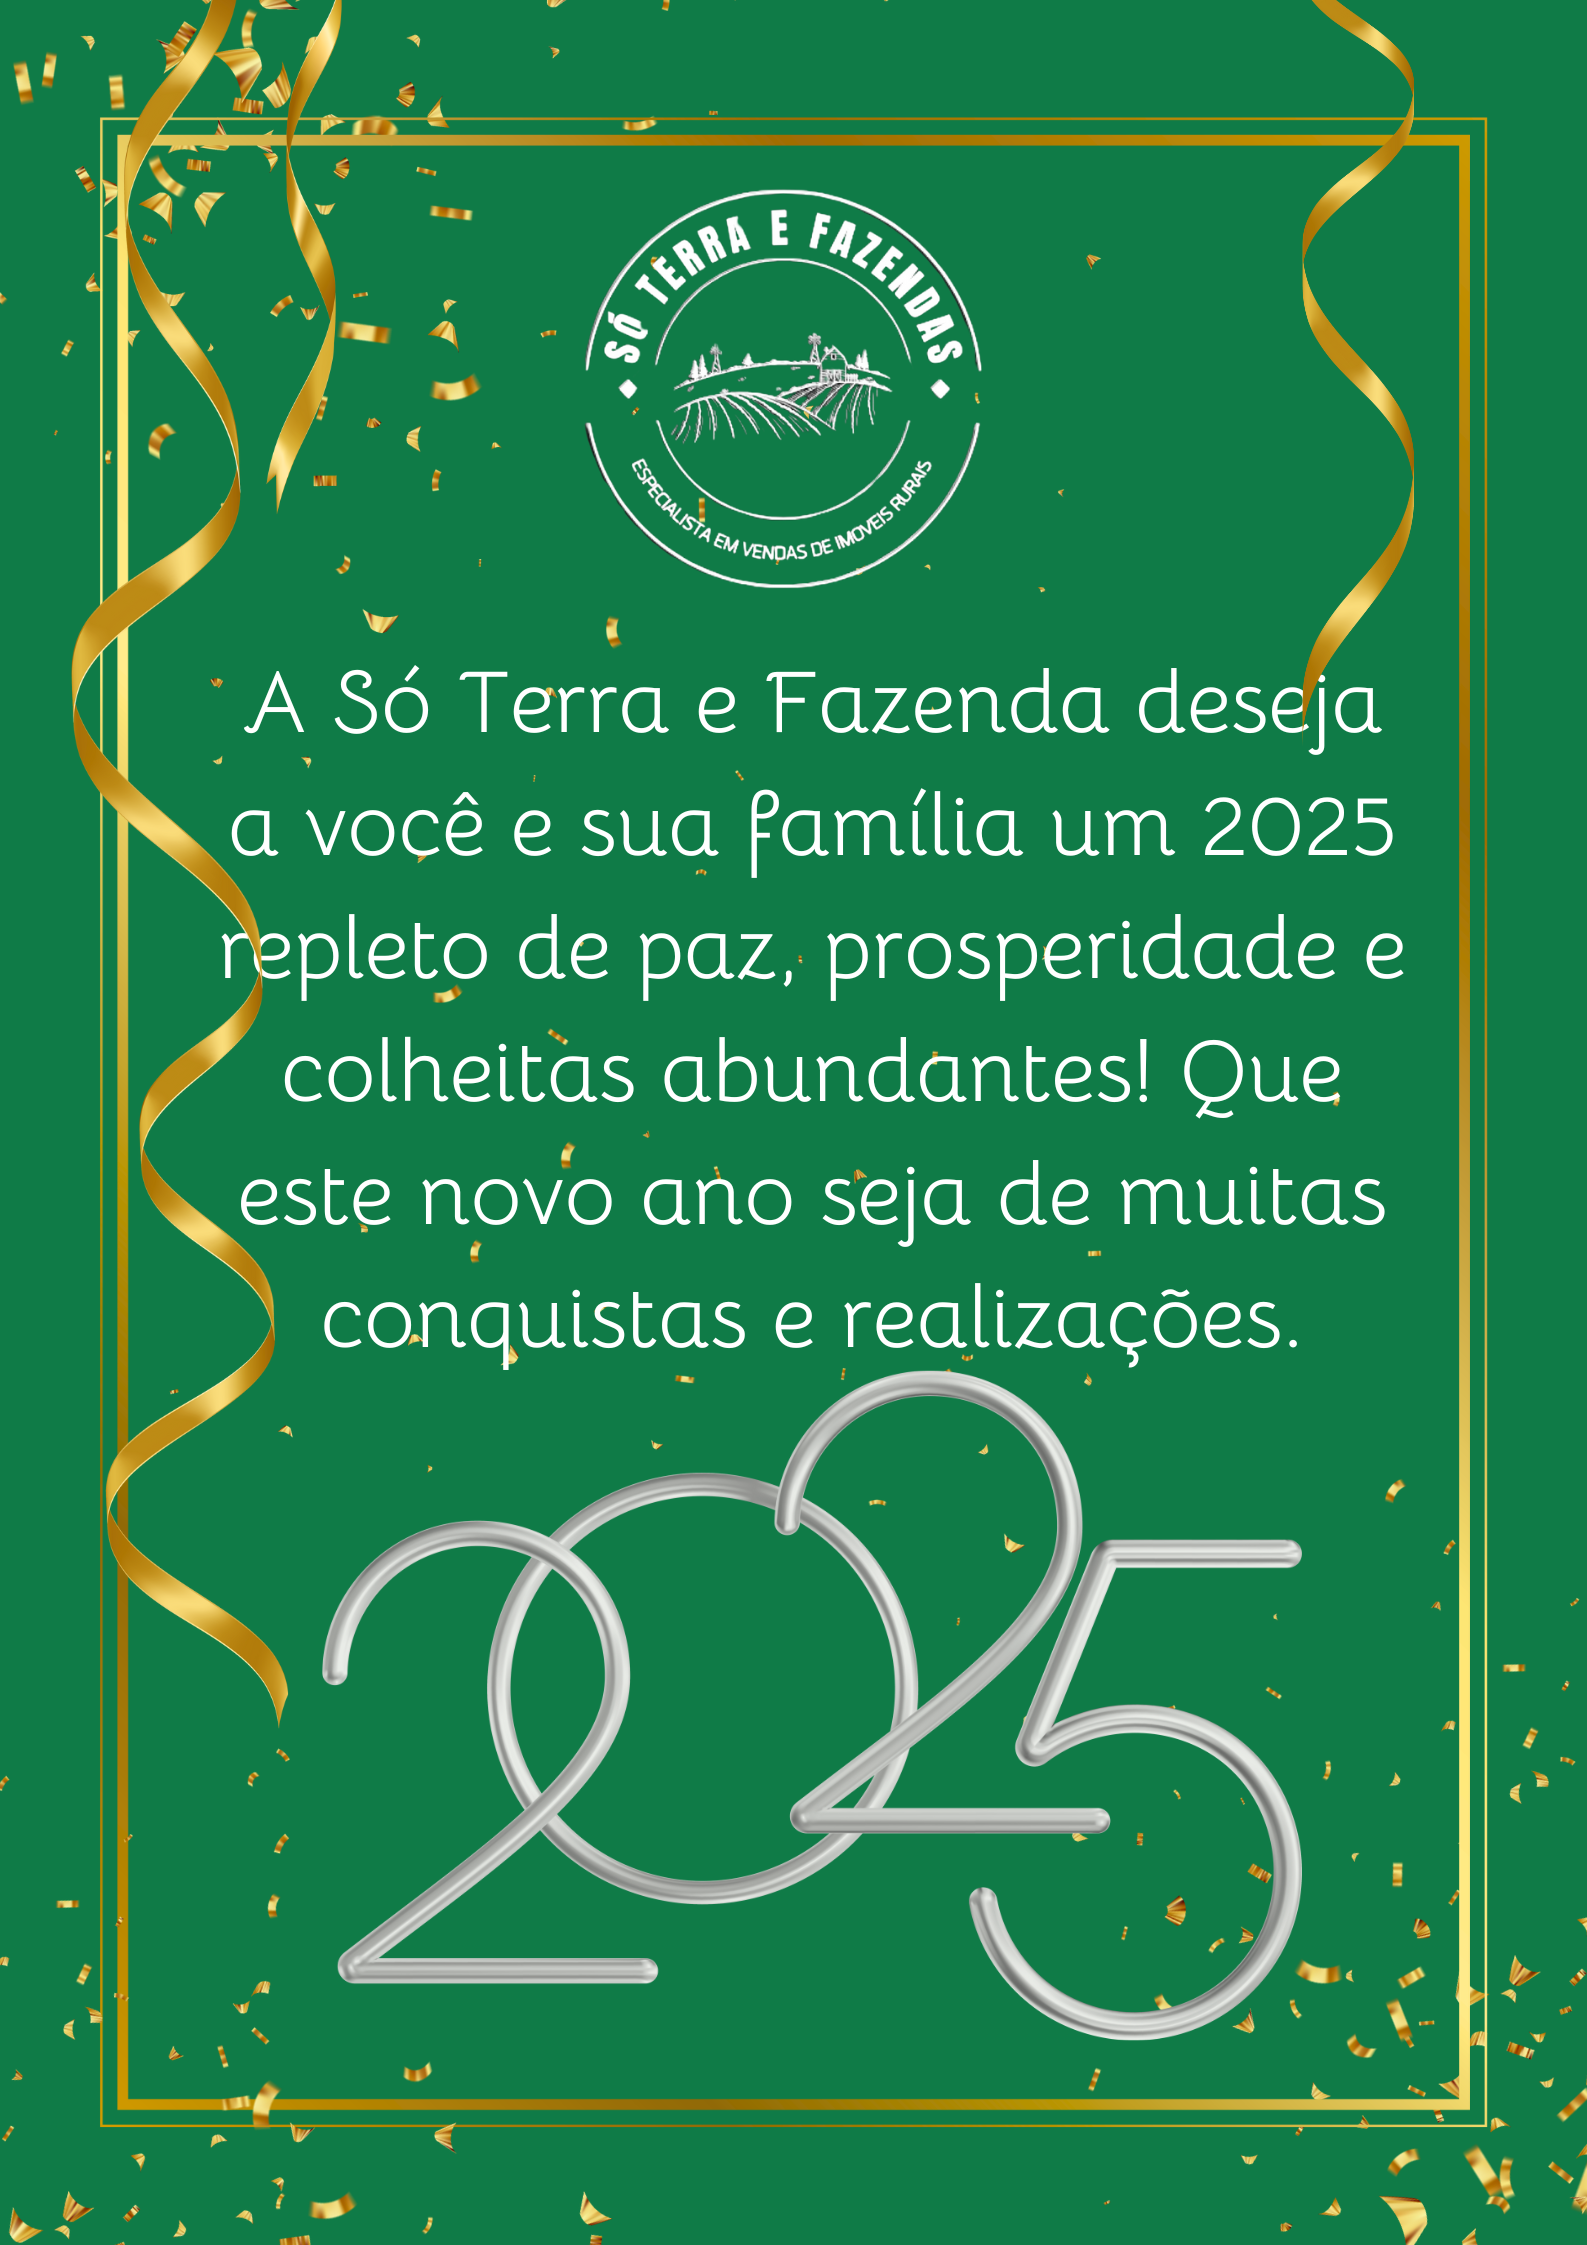 SÓ TERRA E FAZENDAS
ESPECIALISTA EM VENDAS DE IMOVEIS RURAIS
A Só Terra e Fazenda deseja
a você e sua família um 2025
repleto de paz, prosperidade e
colheitas abundantes! Que
este novo ano seja de muitas
conquistas e realizações.
2025